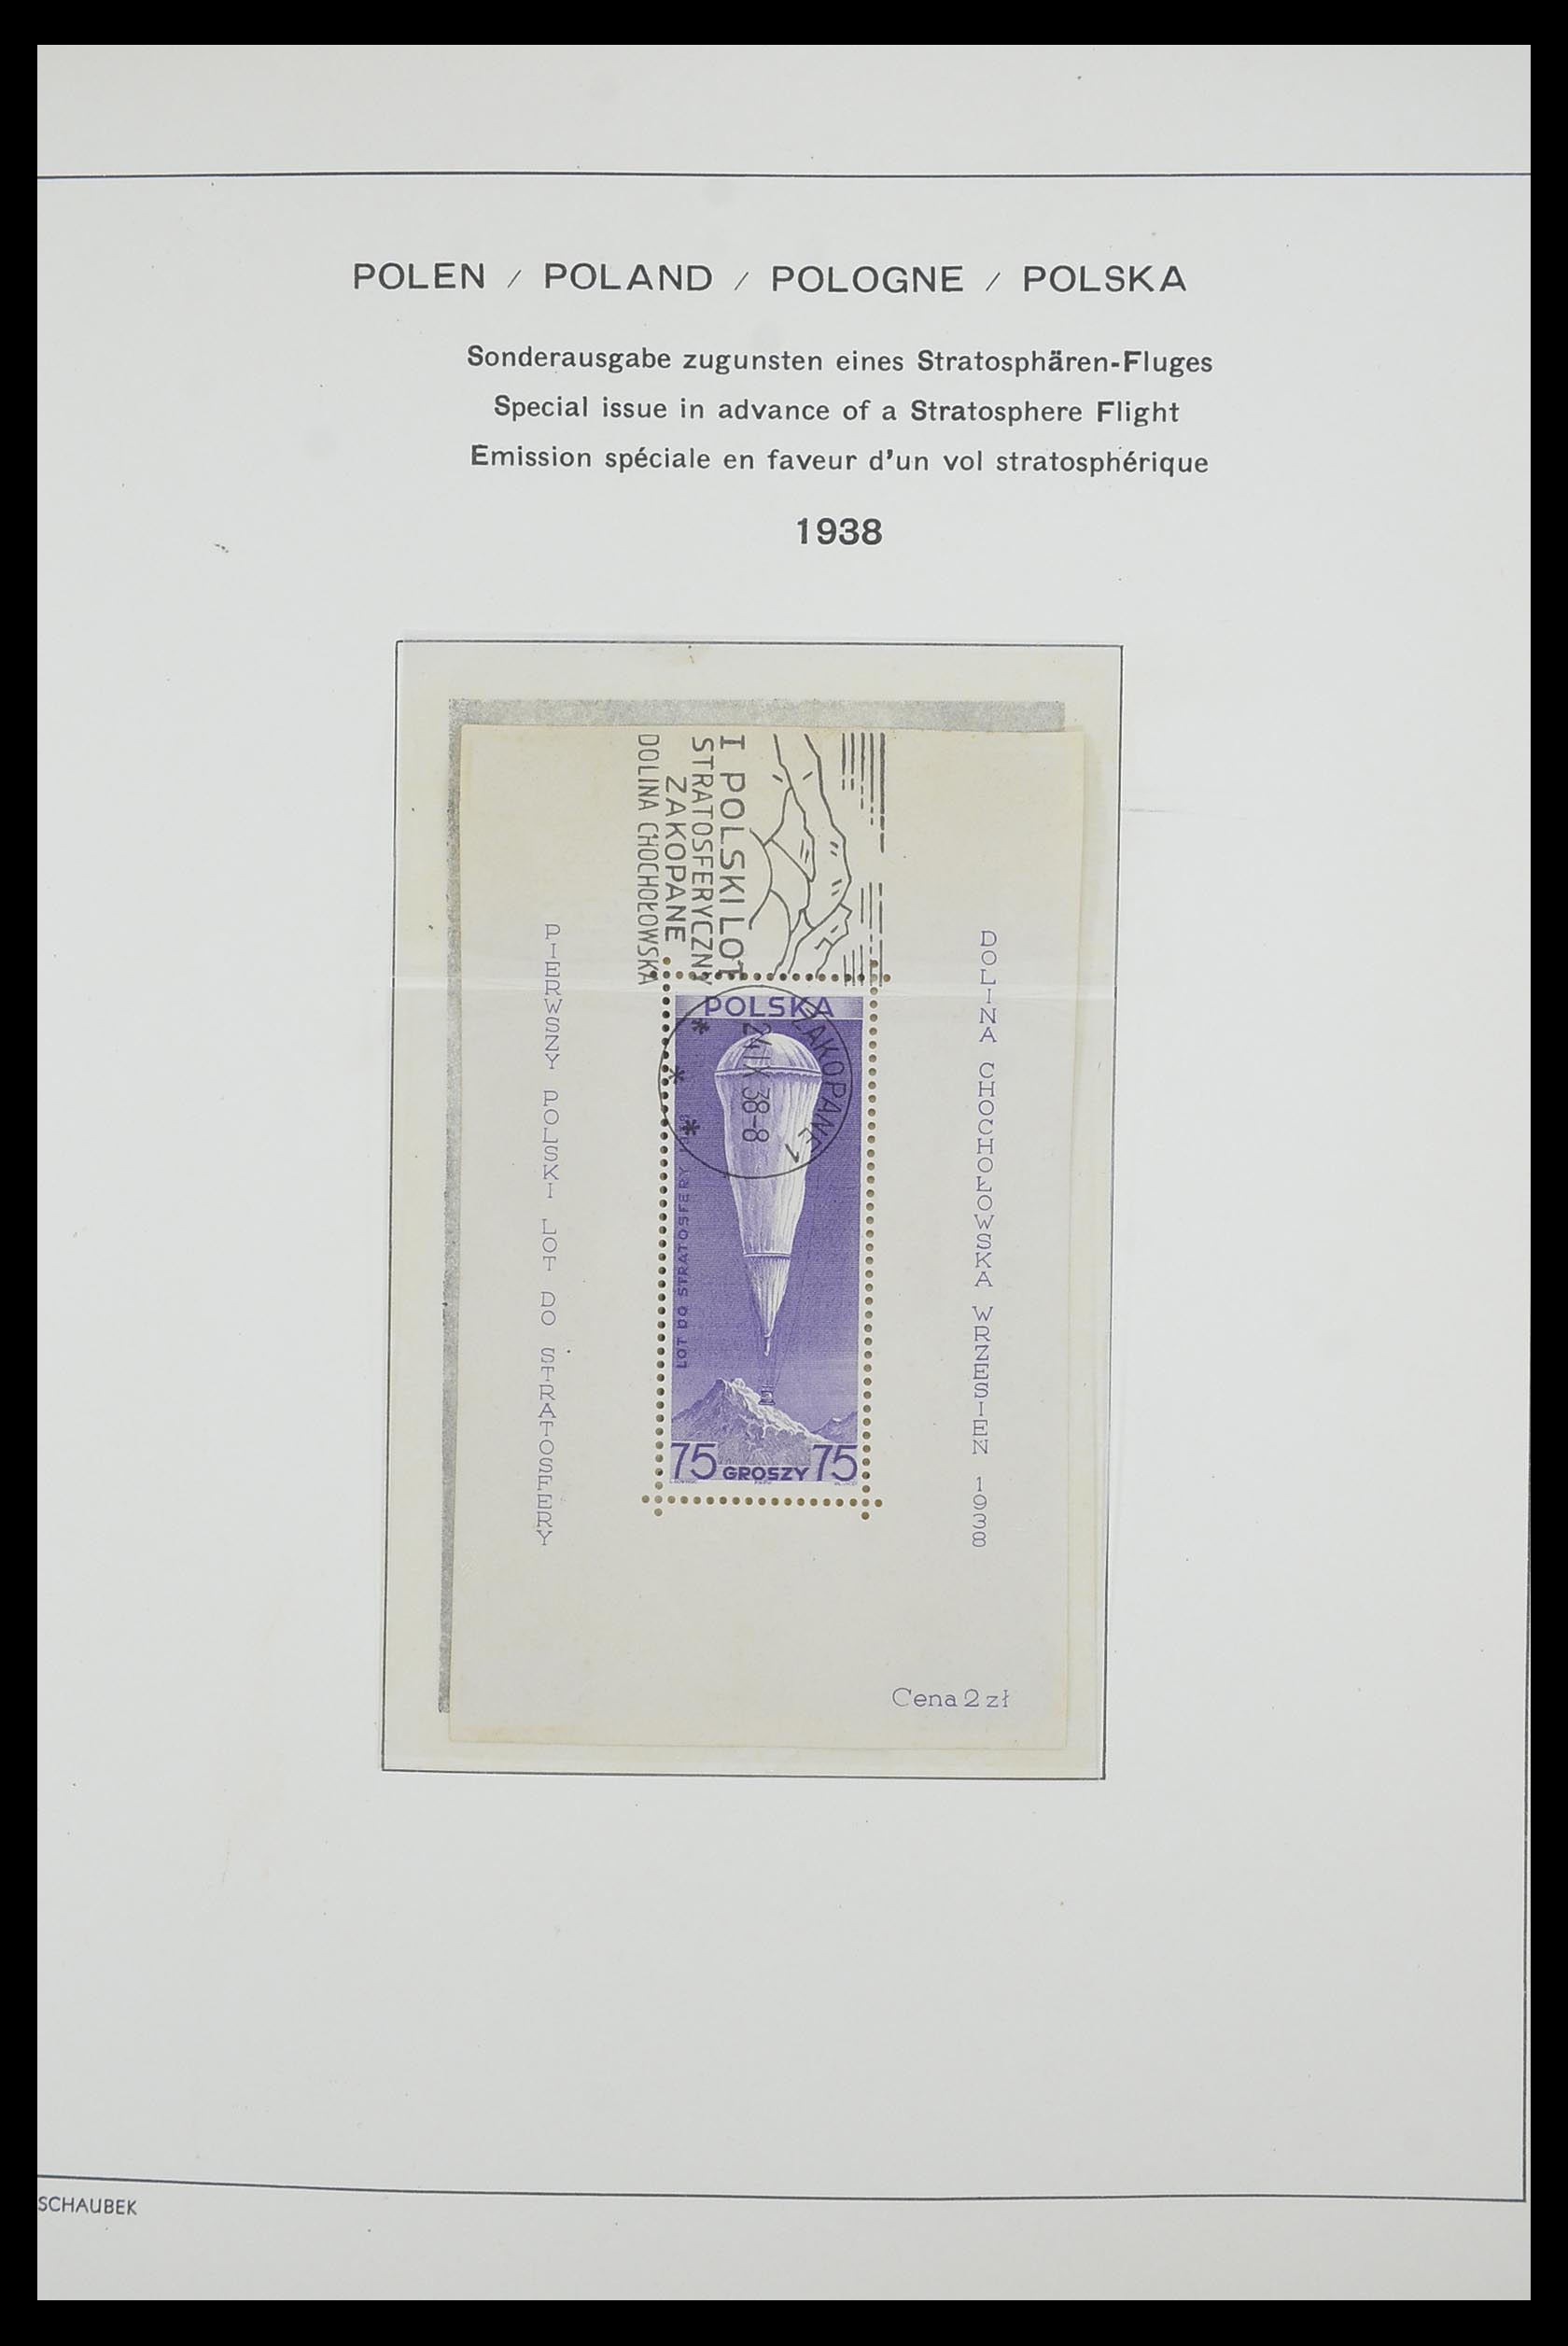 POLEN / POLAND / POLOGNE / POLSKA
Sonderausgabe zugunsten eines Stratosphären-Fluges
Special issue in advance of a Stratosphere Flight
Emission spéciale en faveur d'un vol stratosphérique
1938
I POLSKI LOT
STRATOSFERYCZNY
ZAKOPANE
DOLINA CHOCHOŁOWSKA
PIERWSZY POLSKI LOT DO STRATOSFERY
DOLINA CHOCHOŁOWSKA WRZESIEN 1938
POLSKA
ZAKOPANE 1
24 IX 38-8
* * *
LOT DO STRATOSFERY
75 GROSZY 75
Cena 2 zł
SCHAUBEK